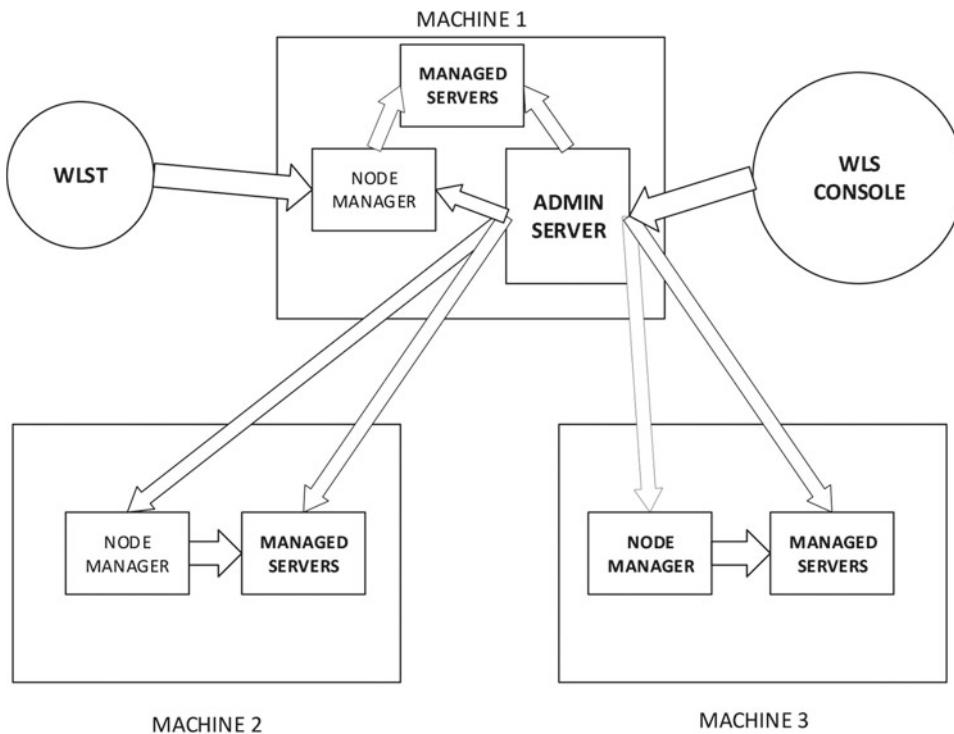 MACHINE 1
MANAGED
SERVERS
WLST
NODE
MANAGER
ADMIN
SERVER
WLS
CONSOLE
NODE
MANAGER
MANAGED
SERVERS
NODE
MANAGER
MANAGED
SERVERS
MACHINE 2
MACHINE 3